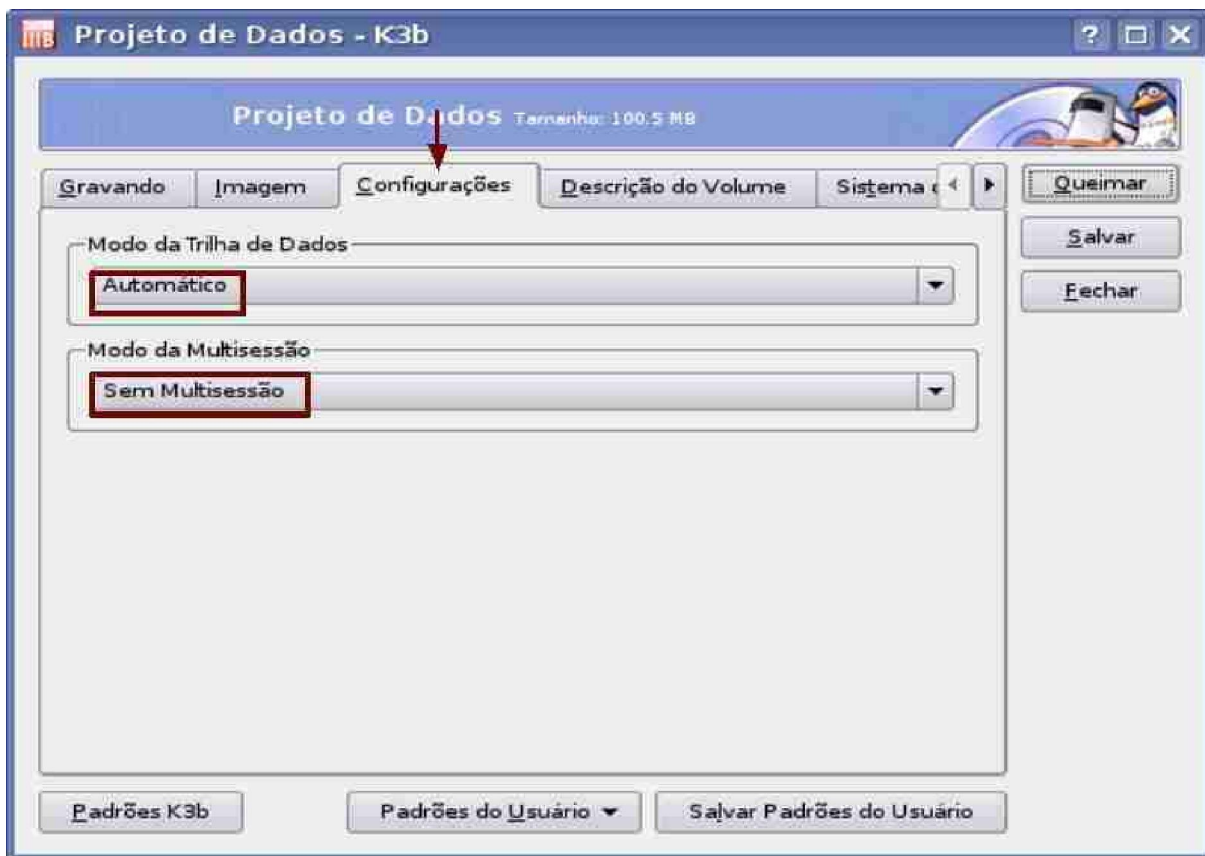 Projeto de Dados - K3b
Projeto de Dados Tamanho: 100.5 MB
Gravando Imagem Configurações Descrição do Volume Sistema
Queimar
Salvar
Fechar
Modo da Trilha de Dados
Automático
Modo da Multisessão
Sem Multisessão
Padrões K3b Padrões do Usuário Salvar Padrões do Usuário